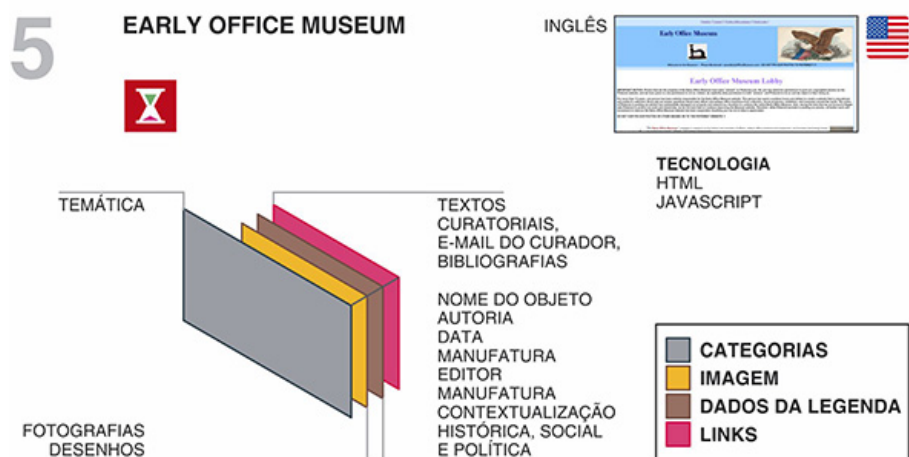 5
EARLY OFFICE MUSEUM
INGLÊS
Early Office Museum
Early Office Museum Lobby
TECNOLOGIA
HTML
JAVASCRIPT
TEMÁTICA
TEXTOS
CURATORIAIS,
E-MAIL DO CURADOR,
BIBLIOGRAFIAS
NOME DO OBJETO
AUTORIA
DATA
MANUFATURA
EDITOR
MANUFATURA
CONTEXTUALIZAÇÃO
HISTÓRICA, SOCIAL
E POLÍTICA
FOTOGRAFIAS
DESENHOS
CATEGORIAS
IMAGEM
DADOS DA LEGENDA
LINKS